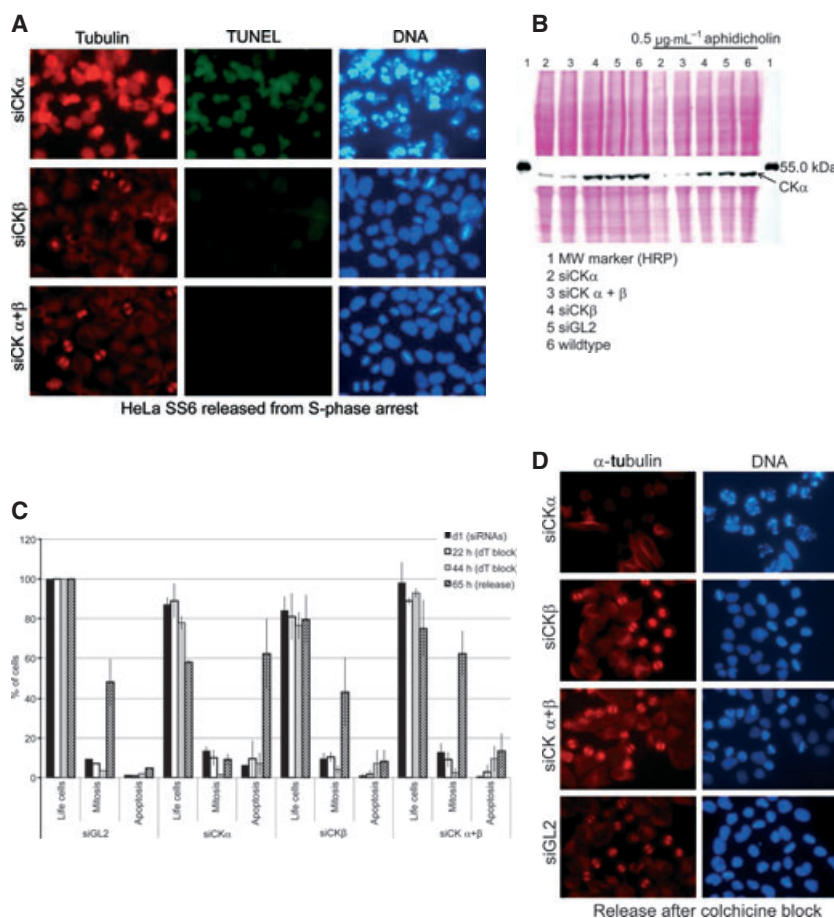 A
Tubulin TUNEL DNA
siCKα
siCKβ
siCK α+β
HeLa SS6 released from S-phase arrest
B
0.5 µg·mL⁻¹ aphidicholin
1 2 3 4 5 6 2 3 4 5 6 1
55.0 kDa
CKα
1 MW marker (HRP)
2 siCKα
3 siCK α + β
4 siCKβ
5 siGL2
6 wildtype
C
% of cells
120
100
80
60
40
20
0
d1 (siRNAs)
22 h (dT block)
44 h (dT block)
65 h (release)
Life cells Mitosis Apoptosis Life cells Mitosis Apoptosis Life cells Mitosis Apoptosis Life cells Mitosis Apoptosis
siGL2 siCKα siCKβ siCK α+β
D
α-tubulin DNA
siCKα
siCKβ
siCK α+β
siGL2
Release after colchicine block